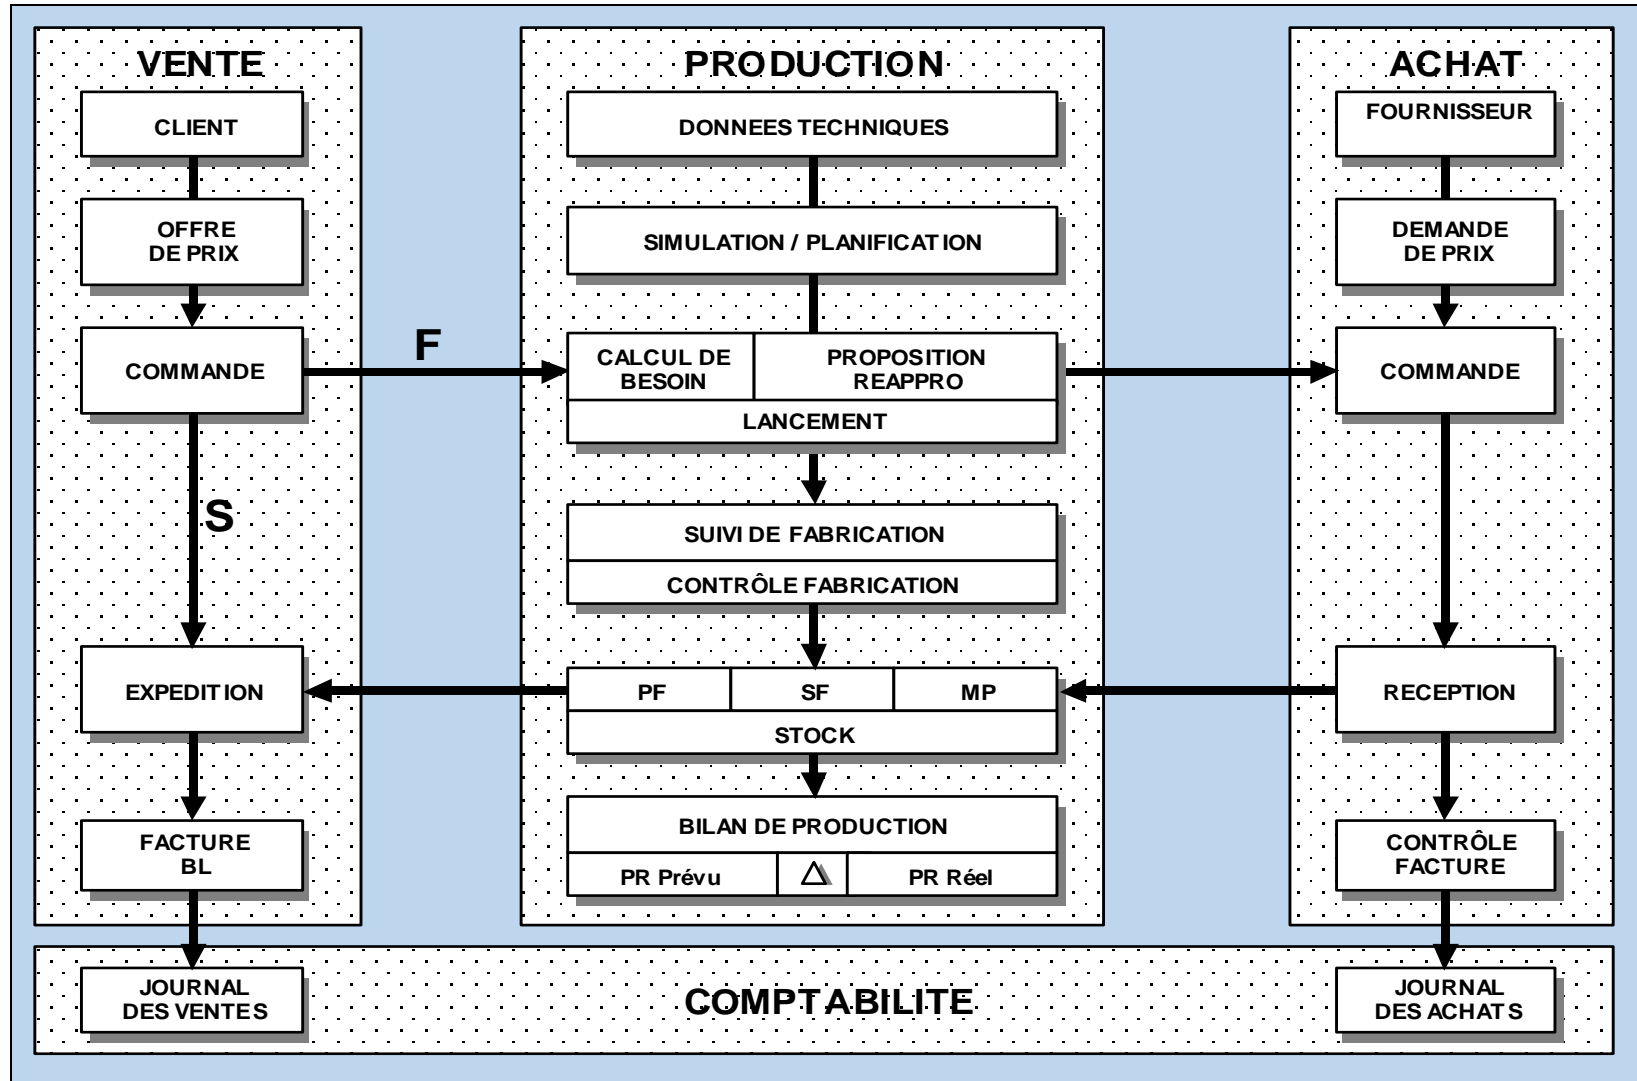 VENTE
CLIENT
OFFRE
DE PRIX
COMMANDE
F
S
EXPEDITION
FACTURE
BL
PRODUCTION
DONNEES TECHNIQUES
SIMULATION / PLANIFICATION
CALCUL DE
BESOIN
PROPOSITION
REAPPRO
LANCEMENT
SUIVI DE FABRICATION
CONTRÔLE FABRICATION
PF
SF
MP
STOCK
BILAN DE PRODUCTION
PR Prévu
Δ
PR Réel
ACHAT
FOURNISSEUR
DEMANDE
DE PRIX
COMMANDE
RECEPTION
CONTRÔLE
FACTURE
JOURNAL
DES VENTES
COMPTABILITE
JOURNAL
DES ACHATS